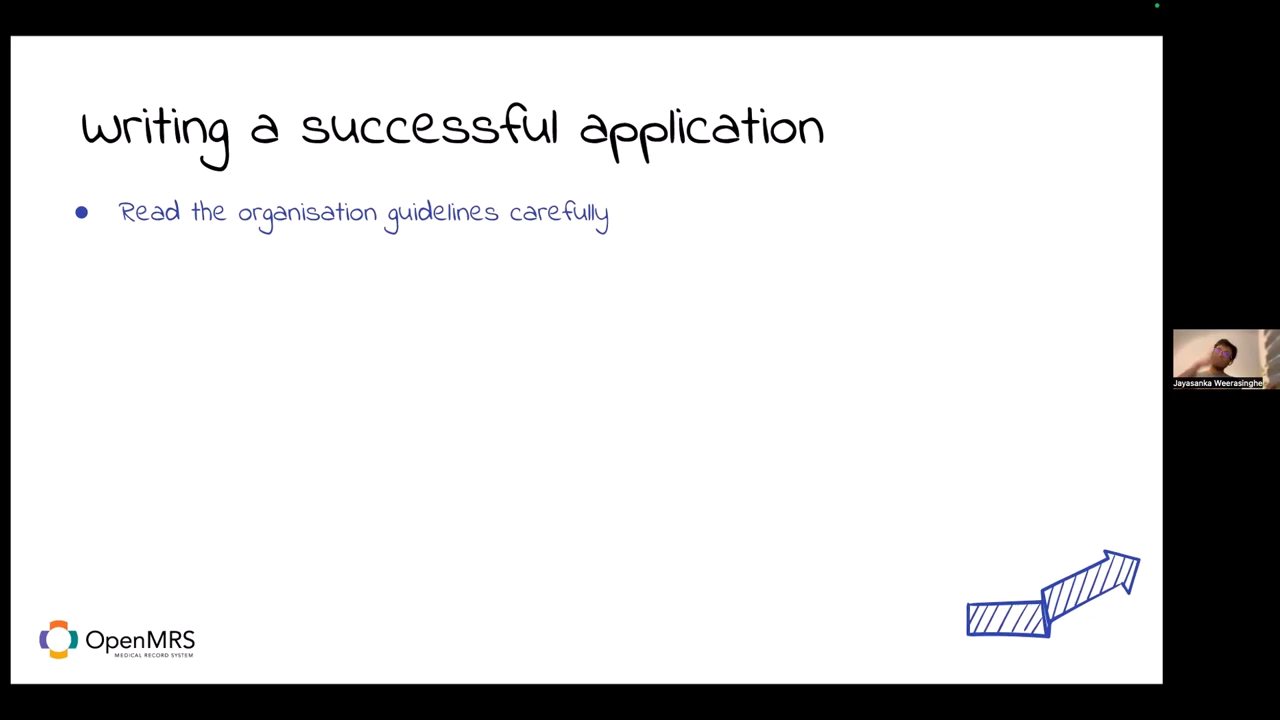 Writing a successful application
● Read the organisation guidelines carefully
Jayasanka Weerasinghe
OpenMRS
MEDICAL RECORD SYSTEM